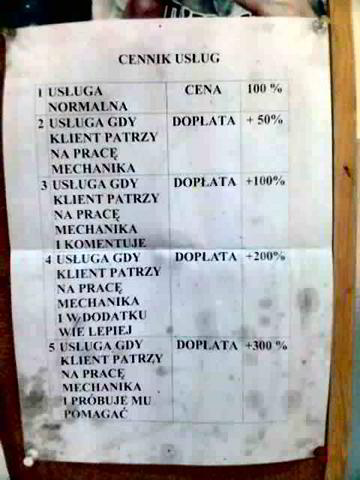 CENNIK USŁUG
1 USŁUGA CENA 100 %
NORMALNA
2 USŁUGA GDY DOPŁATA + 50%
KLIENT PATRZY
NA PRACĘ
MECHANIKA
3 USŁUGA GDY DOPŁATA +100%
KLIENT PATRZY
NA PRACĘ
MECHANIKA
I KOMENTUJE
4 USŁUGA GDY DOPŁATA +200%
KLIENT PATRZY
NA PRACĘ
MECHANIKA
I W DODATKU
WIE LEPIEJ
5 USŁUGA GDY DOPŁATA +300 %
KLIENT PATRZY
NA PRACĘ
MECHANIKA
I PRÓBUJE MU
POMAGAĆ